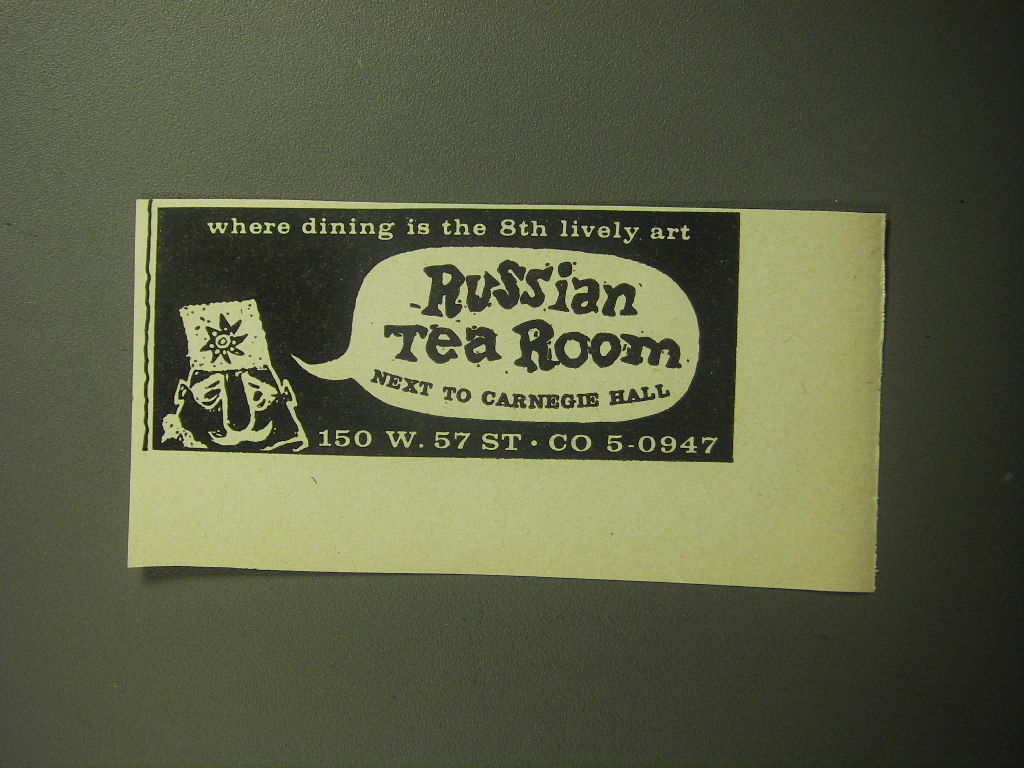 where dining is the 8th lively art
Russian
Tea Room
NEXT TO CARNEGIE HALL
150 W. 57 ST • CO 5-0947